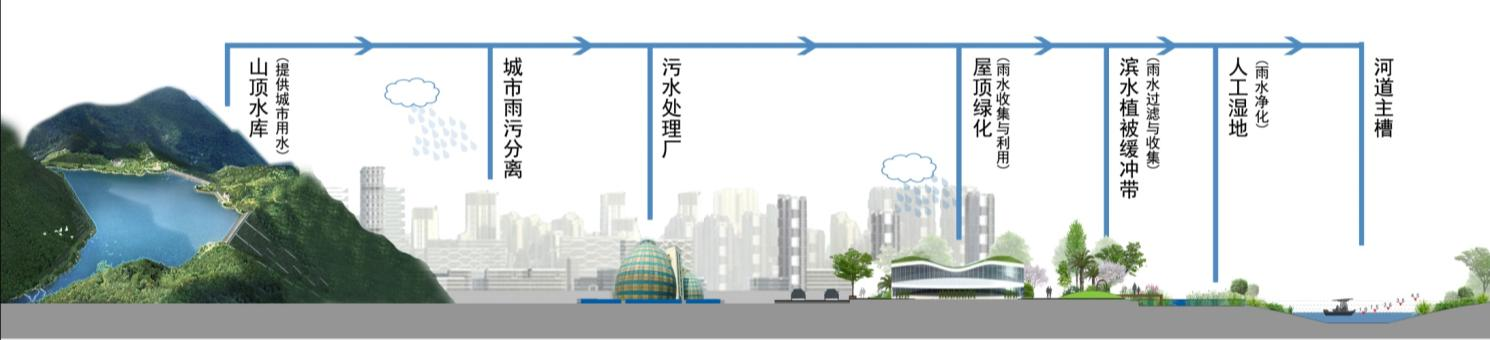 山顶水库
（提供城市用水）
城市雨污分离
污水处理厂
屋顶绿化
（雨水收集与利用）
滨水植被缓冲带
（雨水过滤与收集）
人工湿地
（雨水净化）
河道主槽